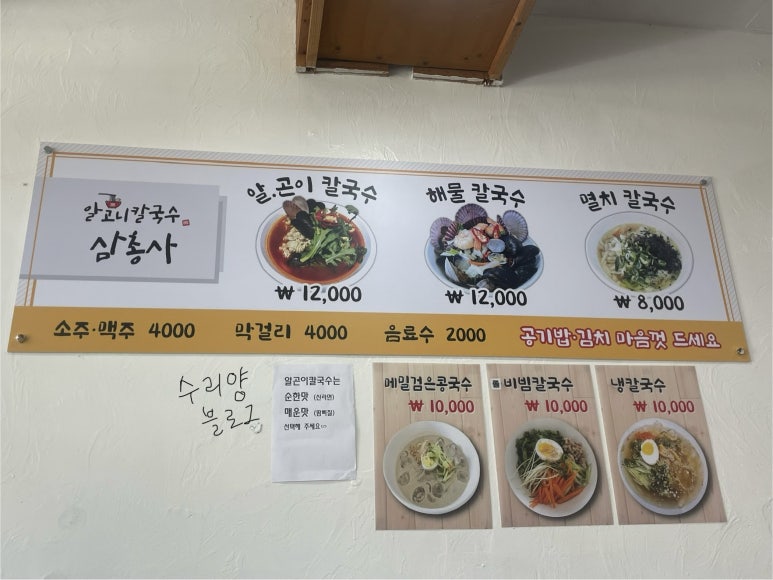 알고니칼국수
삼총사
알.곤이 칼국수
₩ 12,000
해물 칼국수
₩ 12,000
멸치 칼국수
₩ 8,000
소주·맥주 4000 막걸리 4000 음료수 2000 공기밥·김치 마음껏 드세요
수리양
블로그
알곤이칼국수는
순한맛 (신라면)
매운맛
선택해 주세요~
메밀검은콩국수
₩ 10,000
비빔칼국수
₩ 10,000
냉칼국수
₩ 10,000